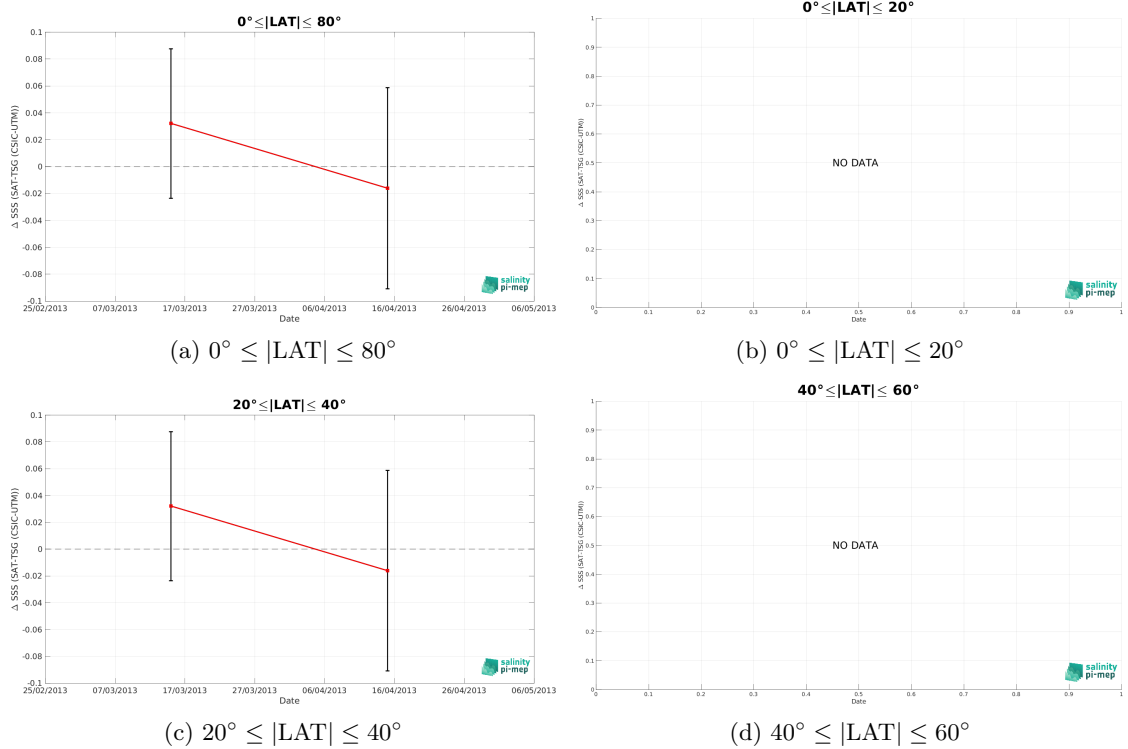 0°≤|LAT|≤ 80°
Δ SSS (SAT-TSG (CSIC-UTM))
0.1
0.08
0.06
0.04
0.02
0
-0.02
-0.04
-0.06
-0.08
-0.1
25/02/2013 07/03/2013 17/03/2013 27/03/2013 06/04/2013 16/04/2013 26/04/2013 06/05/2013
Date
salinity
pi-mep
(a) 0° ≤ |LAT| ≤ 80°
0°≤|LAT|≤ 20°
Δ SSS (SAT-TSG (CSIC-UTM))
1
0.9
0.8
0.7
0.6
0.5
0.4
0.3
0.2
0.1
0
NO DATA
0 0.1 0.2 0.3 0.4 0.5 0.6 0.7 0.8 0.9 1
Date
salinity
pi-mep
(b) 0° ≤ |LAT| ≤ 20°
20°≤|LAT|≤ 40°
Δ SSS (SAT-TSG (CSIC-UTM))
0.1
0.08
0.06
0.04
0.02
0
-0.02
-0.04
-0.06
-0.08
-0.1
25/02/2013 07/03/2013 17/03/2013 27/03/2013 06/04/2013 16/04/2013 26/04/2013 06/05/2013
Date
salinity
pi-mep
(c) 20° ≤ |LAT| ≤ 40°
40°≤|LAT|≤ 60°
Δ SSS (SAT-TSG (CSIC-UTM))
1
0.9
0.8
0.7
0.6
0.5
0.4
0.3
0.2
0.1
0
NO DATA
0 0.1 0.2 0.3 0.4 0.5 0.6 0.7 0.8 0.9 1
Date
salinity
pi-mep
(d) 40° ≤ |LAT| ≤ 60°